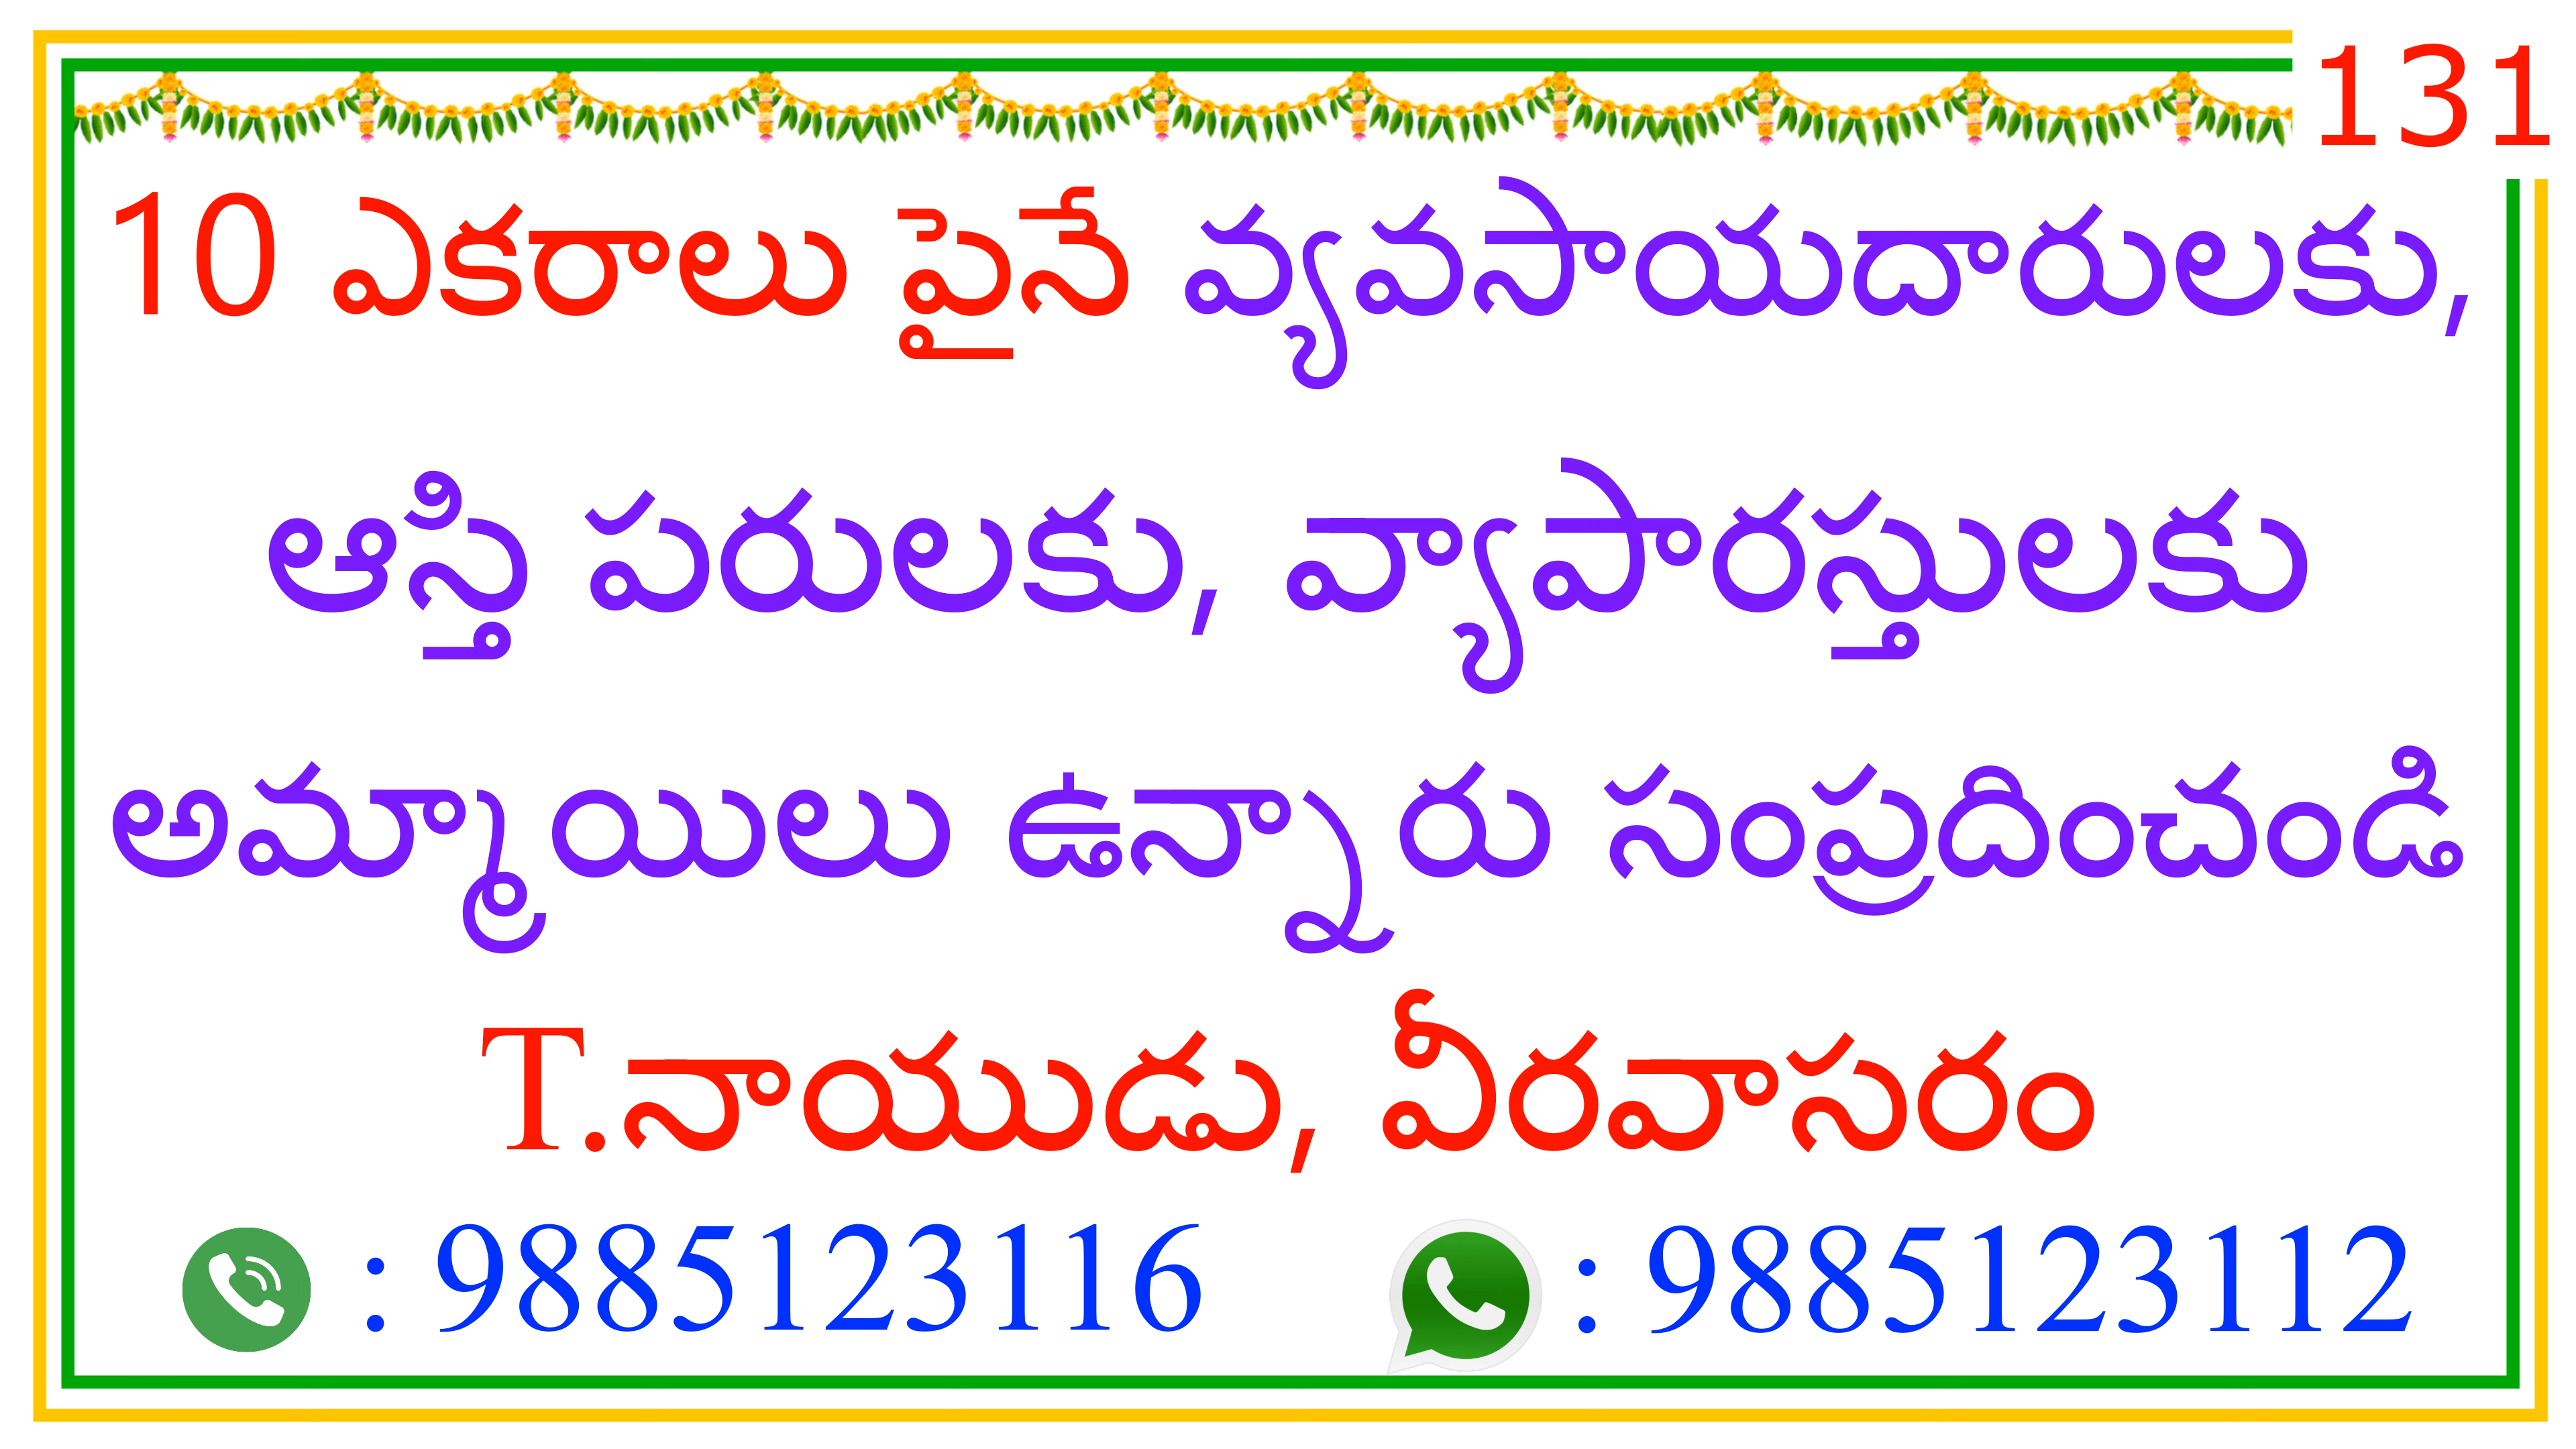 131
10 ఎకరాలు పైనే వ్యవసాయదారులకు,
ఆస్తి పరులకు, వ్యాపారస్తులకు
అమ్మాయిలు ఉన్నారు సంప్రదించండి
T.నాయుడు, వీరవాసరం
: 9885123116 : 9885123112